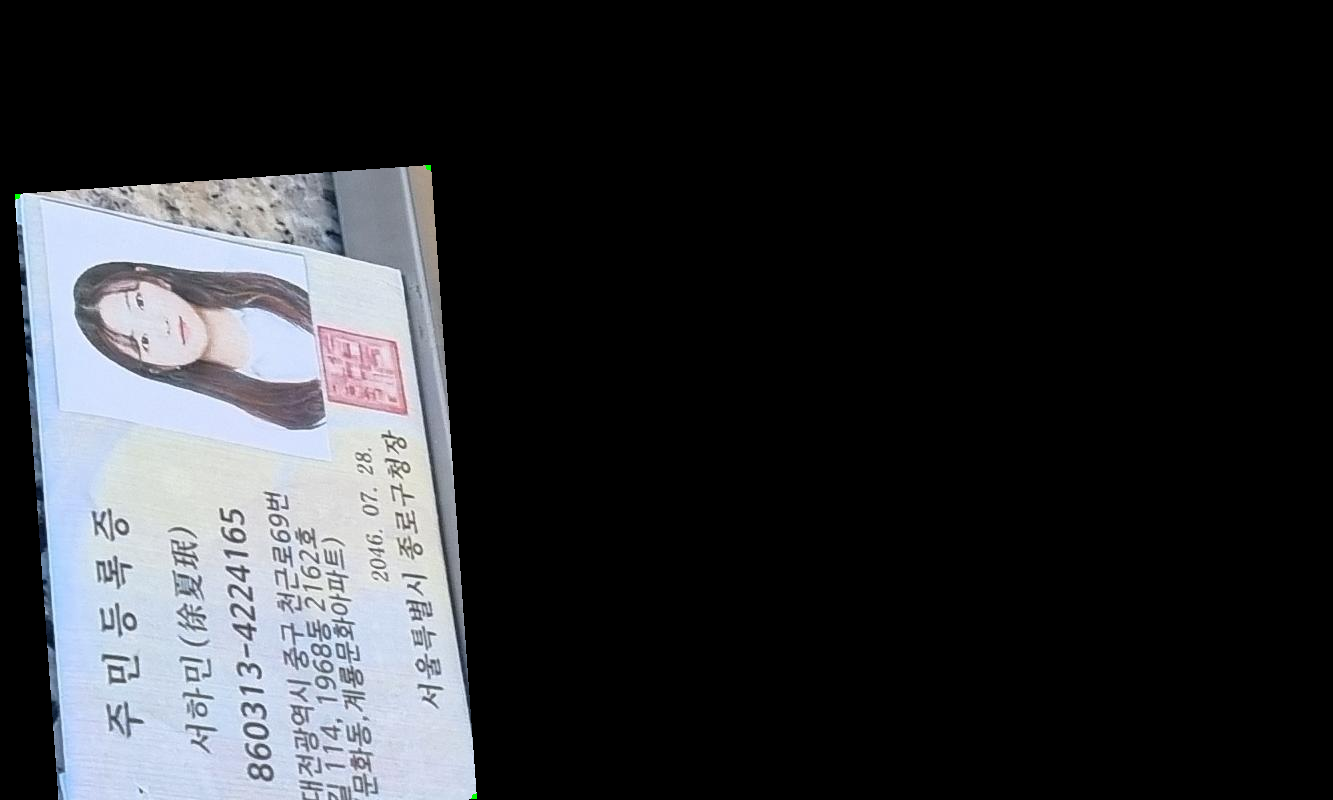 주민등록증
서하민(徐夏珉)
860313-4224165
대전광역시 중구 천근로69번
길 114, 1968동 2162호
문화동, 계룡문화아파트)
2046. 07. 28.
서울특별시 종로구청장